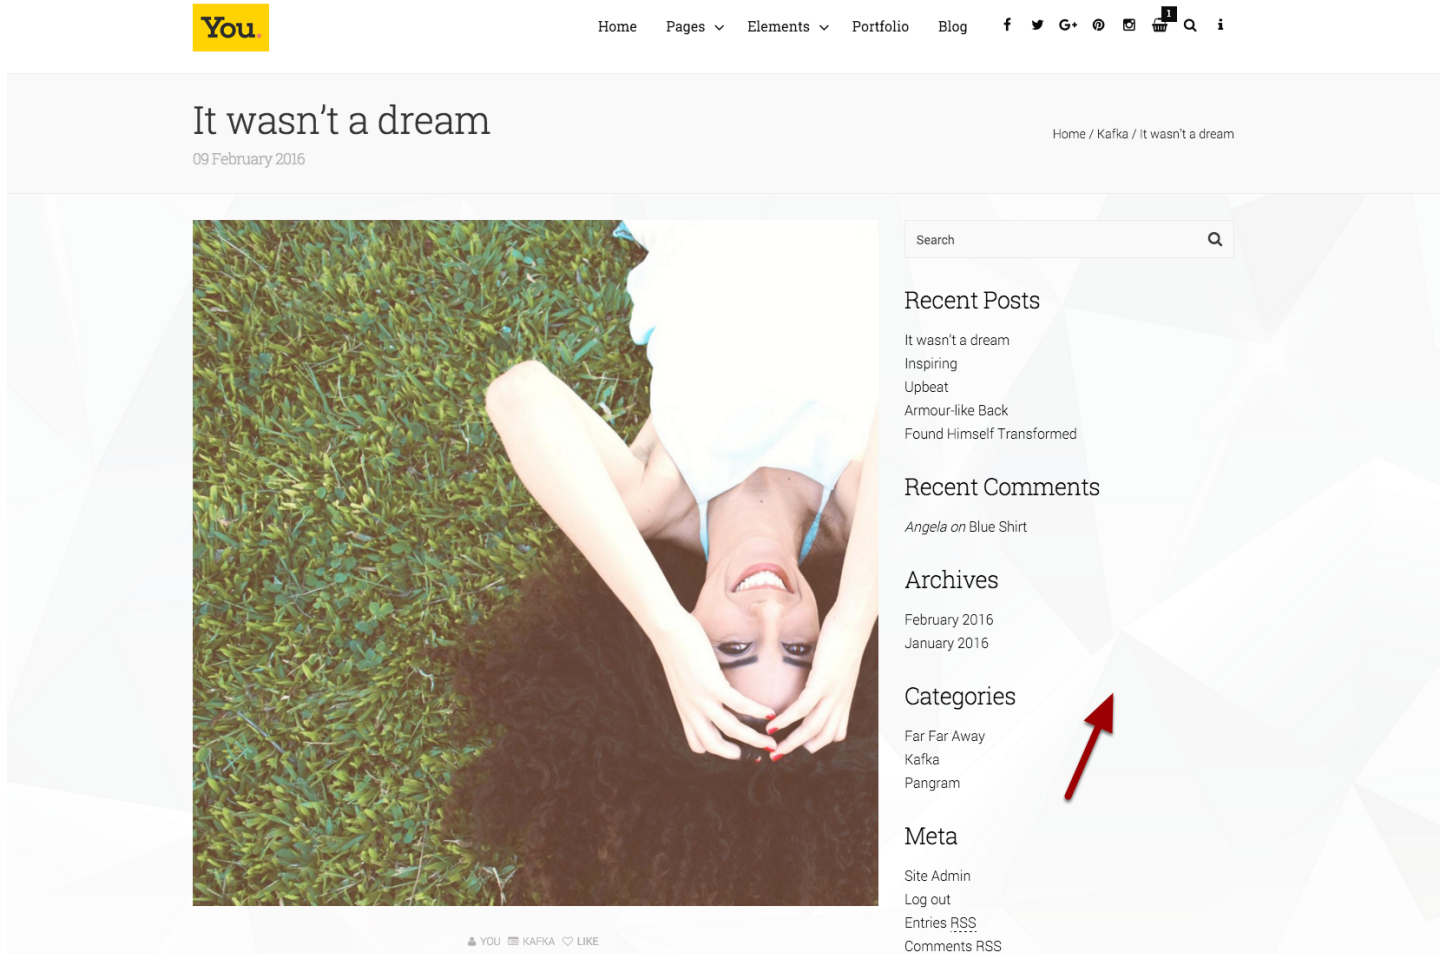 You.
Home Pages Elements Portfolio Blog 1
It wasn't a dream
09 February 2016
Home / Kafka / It wasn't a dream
Search
Recent Posts
It wasn't a dream
Inspiring
Upbeat
Armour-like Back
Found Himself Transformed
Recent Comments
Angela on Blue Shirt
Archives
February 2016
January 2016
Categories
Far Far Away
Kafka
Pangram
Meta
Site Admin
Log out
Entries RSS
Comments RSS
YOU KAFKA LIKE